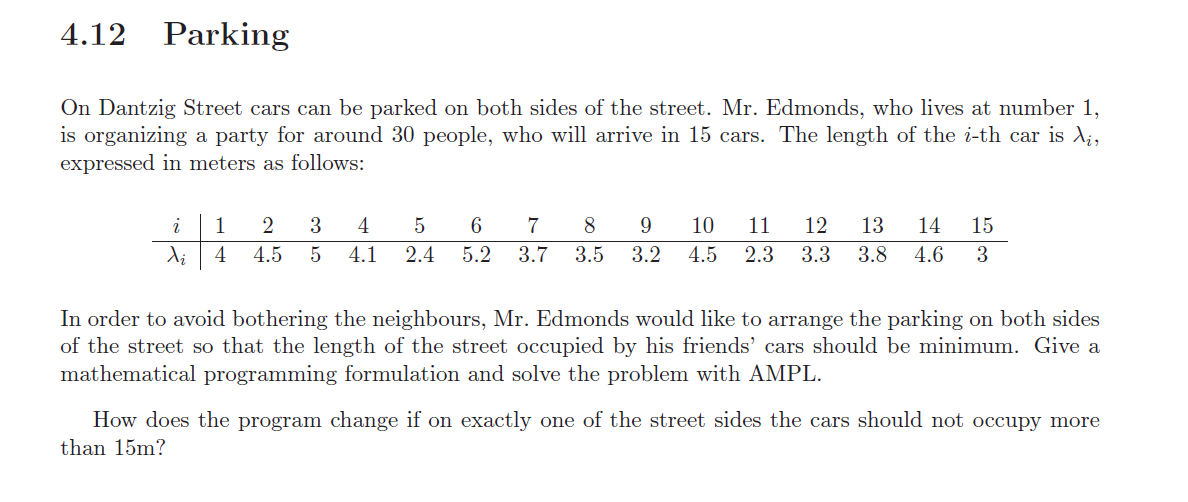 4.12 Parking
On Dantzig Street cars can be parked on both sides of the street. Mr. Edmonds, who lives at number 1,
is organizing a party for around 30 people, who will arrive in 15 cars. The length of the i-th car is λi,
expressed in meters as follows:
i 1 2 3 4 5 6 7 8 9 10 11 12 13 14 15
λi 4 4.5 5 4.1 2.4 5.2 3.7 3.5 3.2 4.5 2.3 3.3 3.8 4.6 3
In order to avoid bothering the neighbours, Mr. Edmonds would like to arrange the parking on both sides
of the street so that the length of the street occupied by his friends' cars should be minimum. Give a
mathematical programming formulation and solve the problem with AMPL.
How does the program change if on exactly one of the street sides the cars should not occupy more
than 15m?